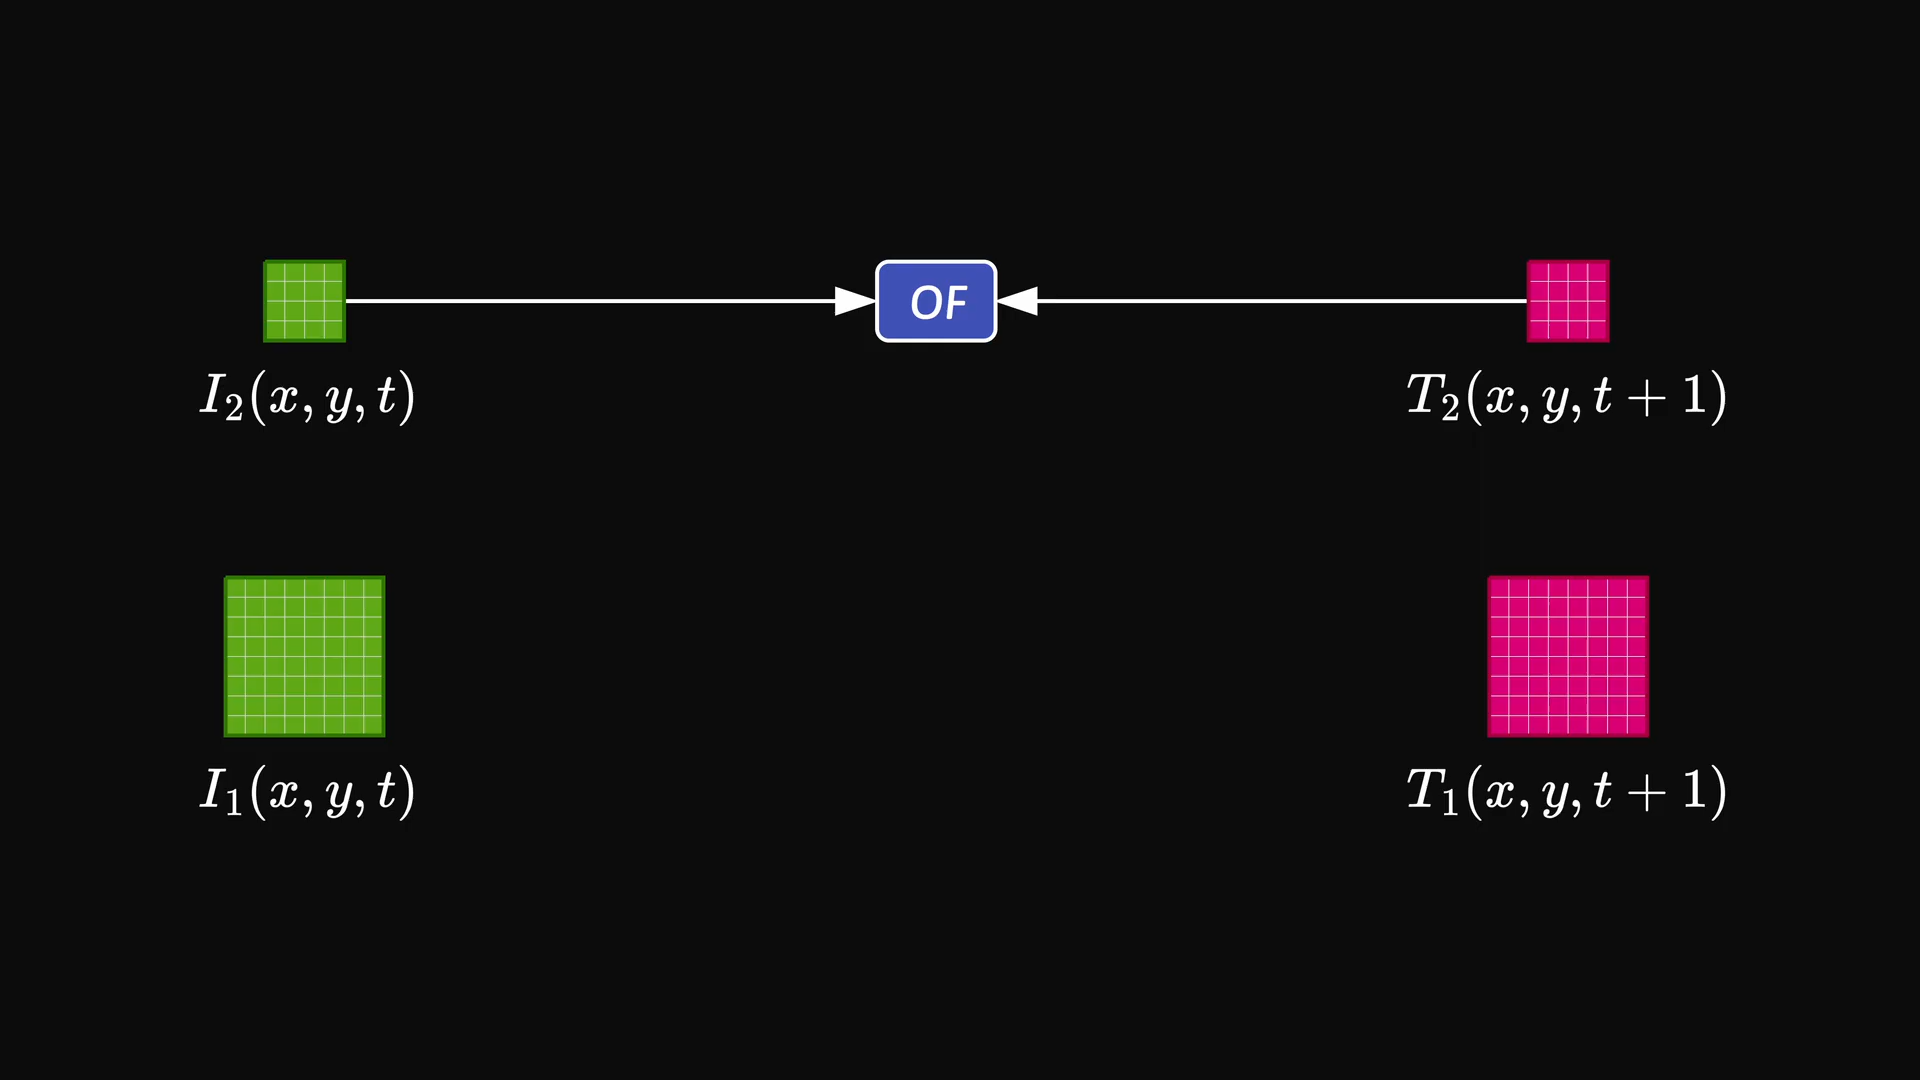 OF
I₂(x, y, t)
T₂(x, y, t + 1)
I₁(x, y, t)
T₁(x, y, t + 1)